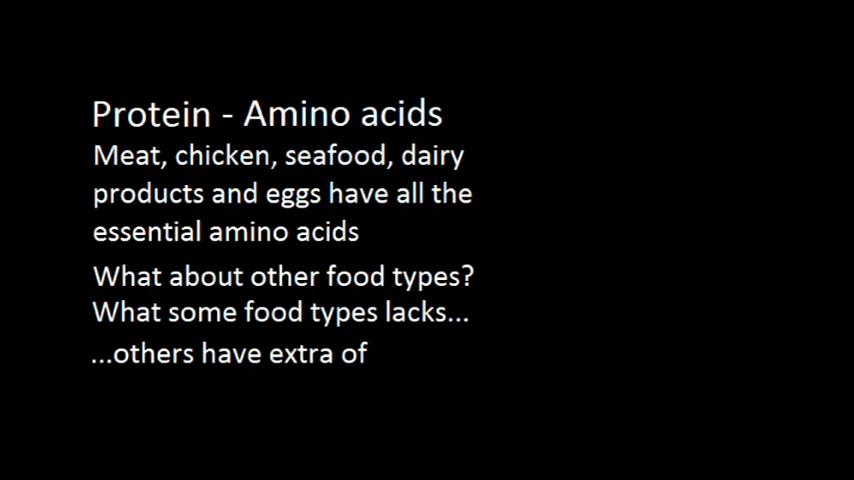 Protein - Amino acids
Meat, chicken, seafood, dairy
products and eggs have all the
essential amino acids
What about other food types?
What some food types lacks...
...others have extra of